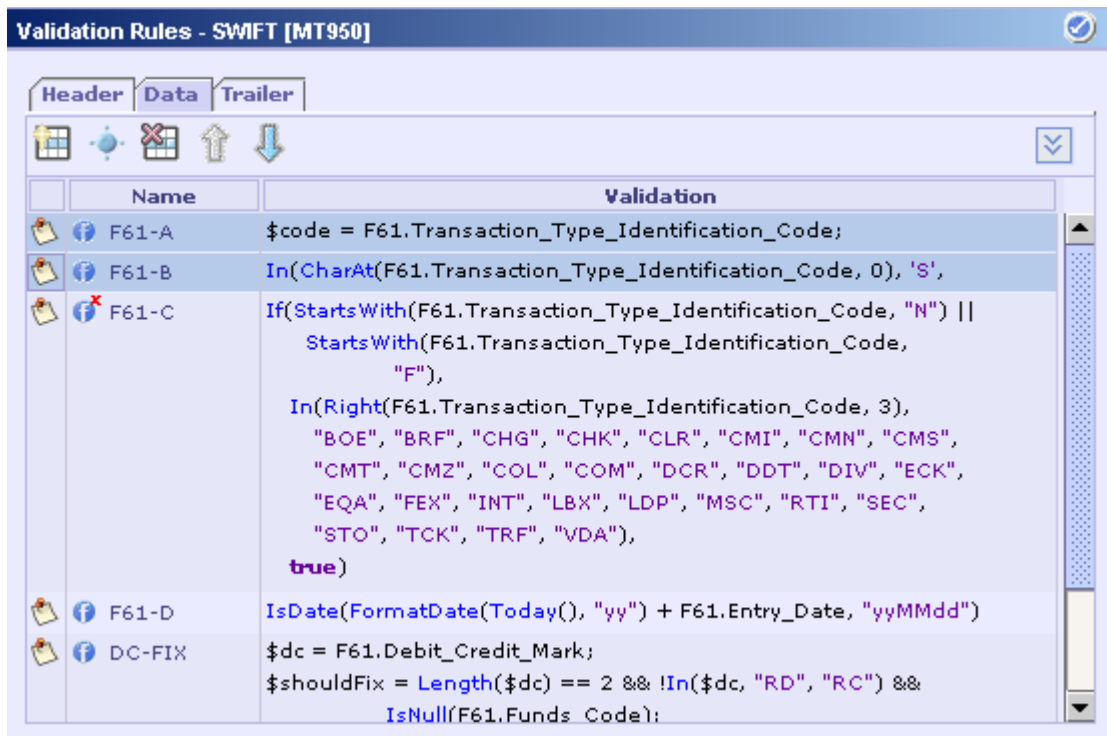 Validation Rules - SWIFT [MT950]
Header Data Trailer
Name Validation
F61-A $code = F61.Transaction_Type_Identification_Code;
F61-B In(CharAt(F61.Transaction_Type_Identification_Code, 0), 'S',
F61-C If(StartsWith(F61.Transaction_Type_Identification_Code, "N") ||
StartsWith(F61.Transaction_Type_Identification_Code,
"F"),
In(Right(F61.Transaction_Type_Identification_Code, 3),
"BOE", "BRF", "CHG", "CHK", "CLR", "CMI", "CMN", "CMS",
"CMT", "CMZ", "COL", "COM", "DCR", "DDT", "DIV", "ECK",
"EQA", "FEX", "INT", "LBX", "LDP", "MSC", "RTI", "SEC",
"STO", "TCK", "TRF", "VDA"),
true)
F61-D IsDate(FormatDate(Today(), "yy") + F61.Entry_Date, "yyMMdd")
DC-FIX $dc = F61.Debit_Credit_Mark;
$shouldFix = Length($dc) == 2 && !In($dc, "RD", "RC") &&
IsNull(F61.Funds_Code);